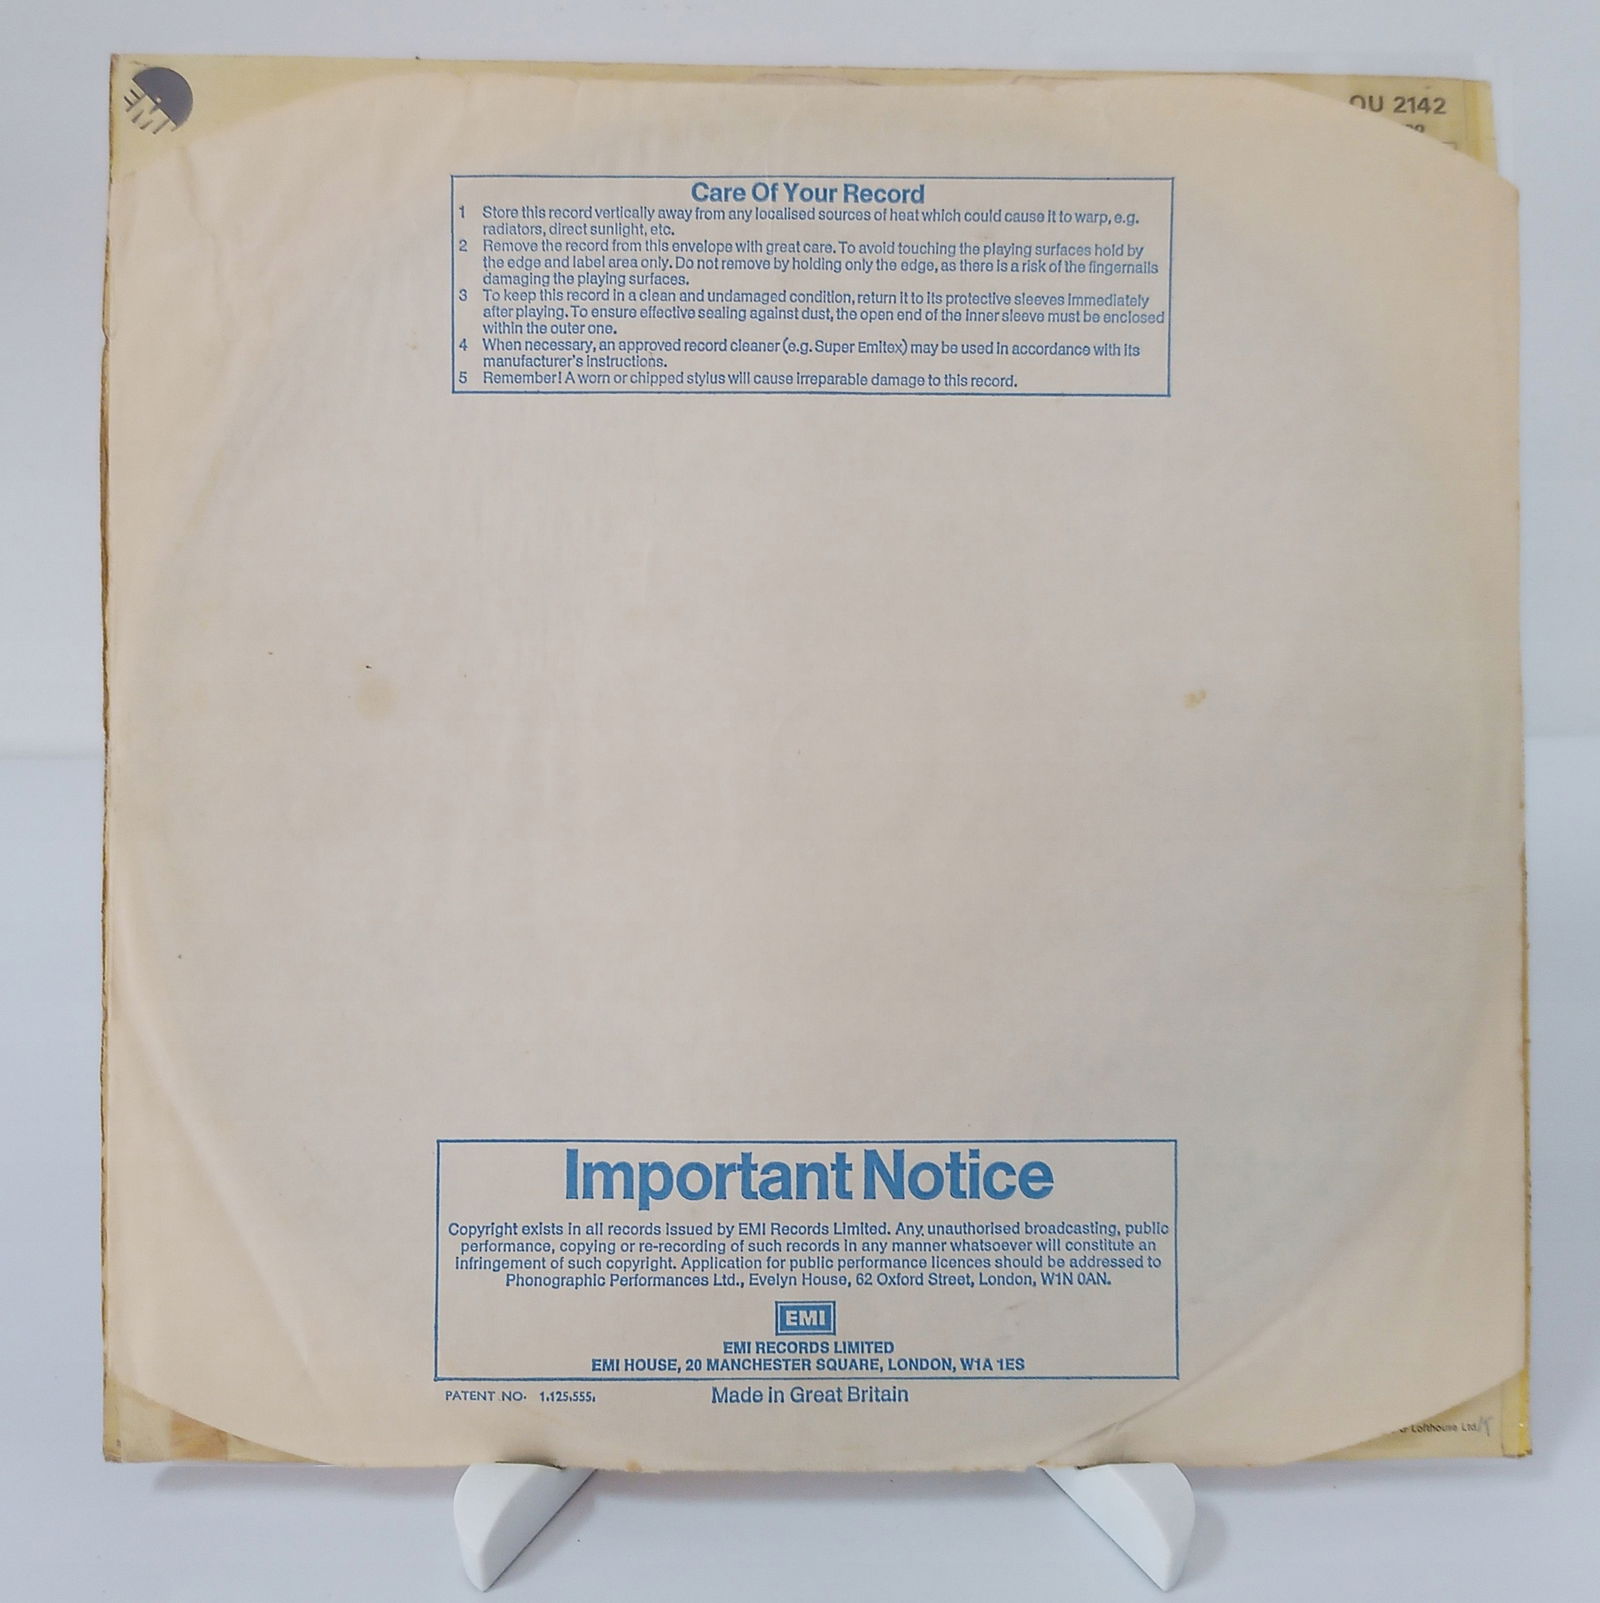 EMI
OU 2142
Care Of Your Record
1 Store this record vertically away from any localised sources of heat which could cause it to warp, e.g.
radiators, direct sunlight, etc.
2 Remove the record from this envelope with great care. To avoid touching the playing surfaces hold by
the edge and label area only. Do not remove by holding only the edge, as there is a risk of the fingernails
damaging the playing surfaces.
3 To keep this record in a clean and undamaged condition, return it to its protective sleeves immediately
after playing. To ensure effective sealing against dust, the open end of the inner sleeve must be enclosed
within the outer one.
4 When necessary, an approved record cleaner (e.g. Super Emitex) may be used in accordance with its
manufacturer's instructions.
5 Remember! A worn or chipped stylus will cause irreparable damage to this record.
Important Notice
Copyright exists in all records issued by EMI Records Limited. Any unauthorised broadcasting, public
performance, copying or re-recording of such records in any manner whatsoever will constitute an
infringement of such copyright. Application for public performance licences should be addressed to
Phonographic Performances Ltd., Evelyn House, 62 Oxford Street, London, W1N 0AN.
EMI
EMI RECORDS LIMITED
EMI HOUSE, 20 MANCHESTER SQUARE, LONDON, W1A 1ES
PATENT NO. 1.125.555. Made in Great Britain
Lofthouse Ltd.